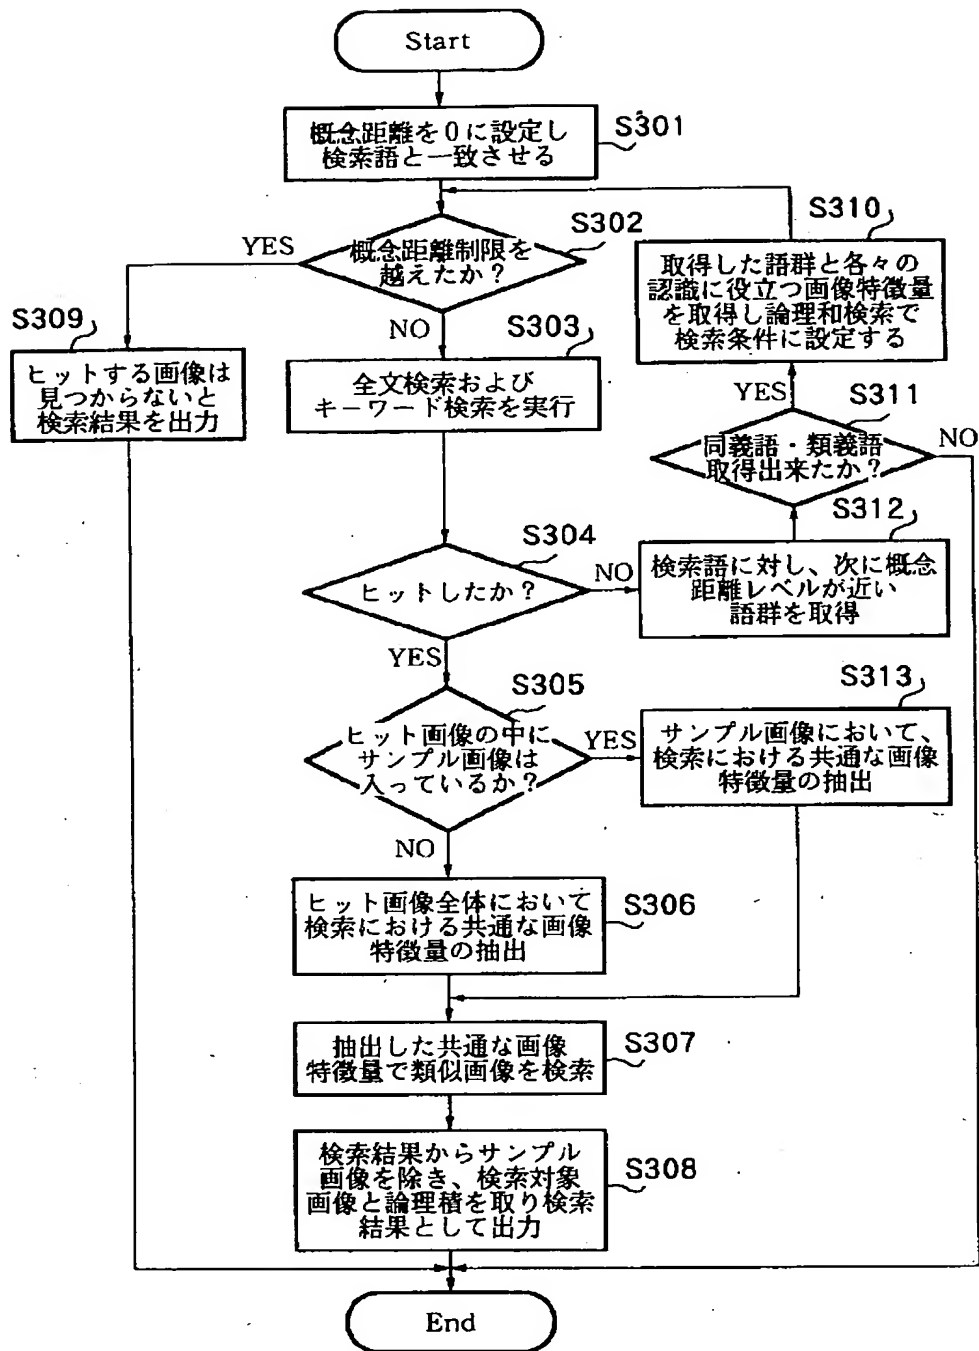 Start
概念距離を0に設定し
検索語と一致させる
S301
概念距離制限を
越えたか？
S302
YES
NO
S309
ヒットする画像は
見つからないと
検索結果を出力
S303
全文検索および
キーワード検索を実行
S310
取得した語群と各々の
認識に役立つ画像特徴量
を取得し論理和検索で
検索条件に設定する
YES
S311
同義語・類義語
取得出来たか？
NO
S304
ヒットしたか？
NO
YES
S312
検索語に対し、次に概念
距離レベルが近い
語群を取得
S305
ヒット画像の中に
サンプル画像は
入っているか？
YES
NO
S313
サンプル画像において、
検索における共通な画像
特徴量の抽出
ヒット画像全体において
検索における共通な画像
特徴量の抽出
S306
抽出した共通な画像
特徴量で類似画像を検索
S307
検索結果からサンプル
画像を除き、検索対象
画像と論理積を取り検索
結果として出力
S308
End